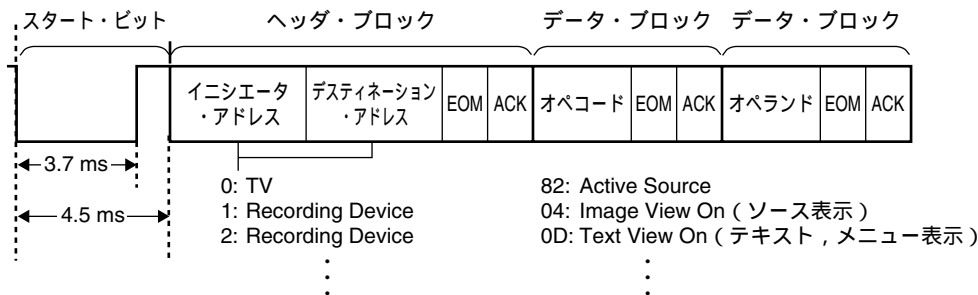 スタート・ビット ヘッダ・ブロック データ・ブロック データ・ブロック
イニシエータ・アドレス デスティネーション・アドレス EOM ACK オペコード EOM ACK オペランド EOM ACK
3.7 ms
4.5 ms
0: TV
1: Recording Device
2: Recording Device
82: Active Source
04: Image View On(ソース表示)
0D: Text View On(テキスト,メニュー表示)